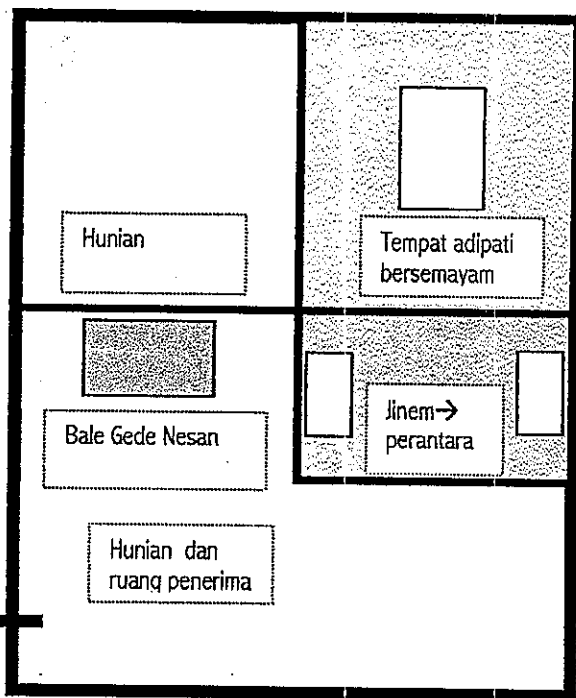 Hunian
Tempat adipati
bersemayam
Bale Gede Nesan
Jinem→
perantara
Hunian dan
ruang penerima